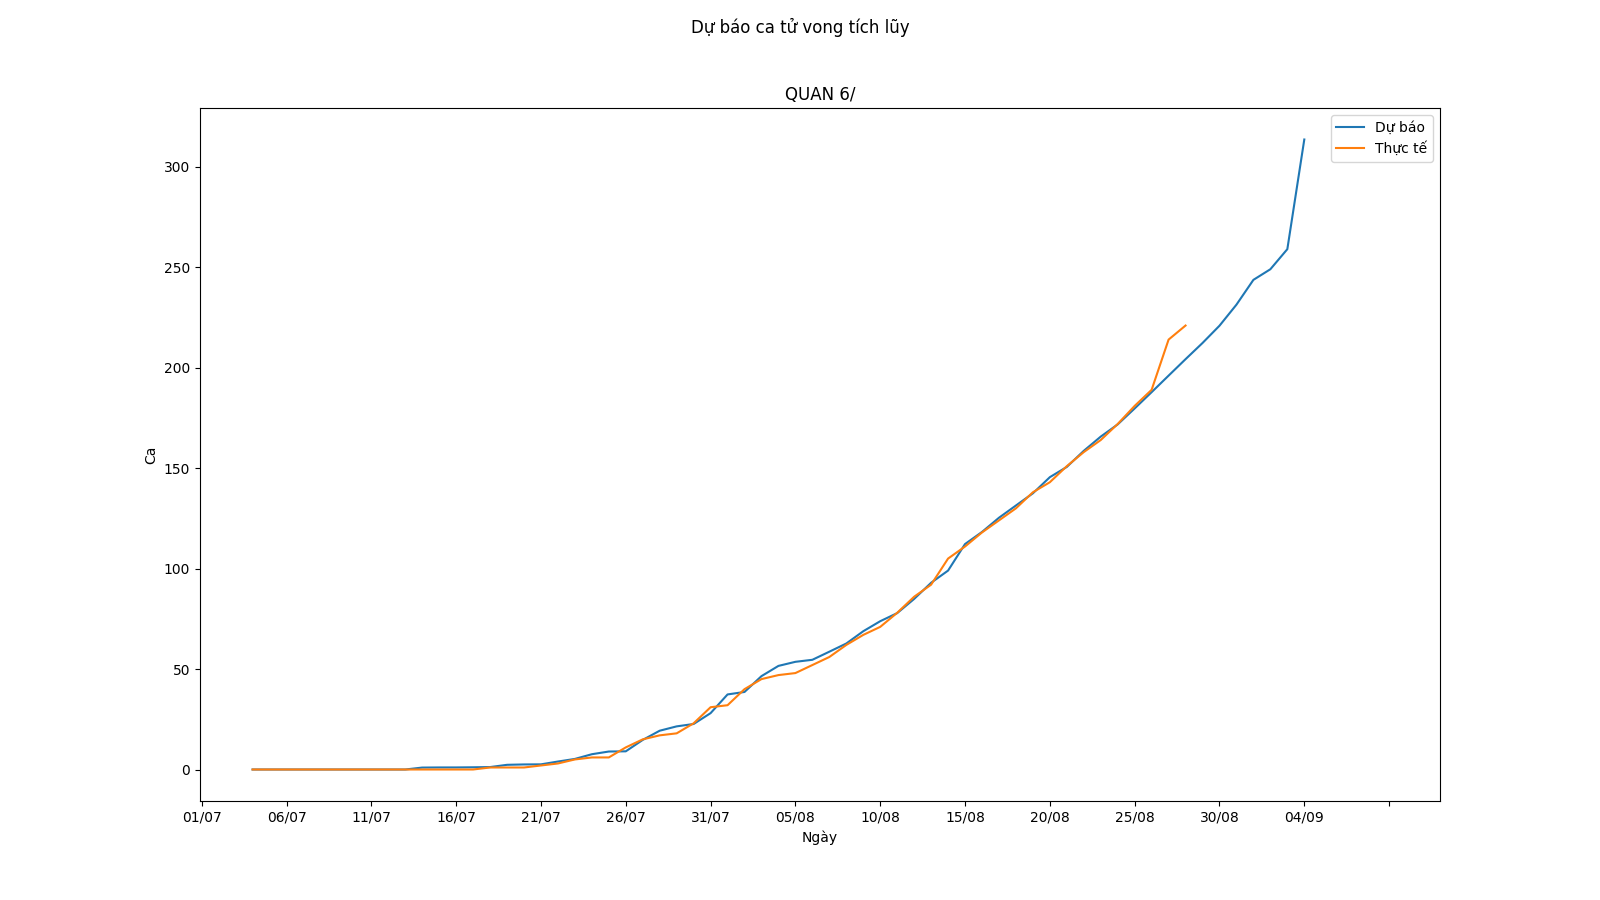 Dự báo ca tử vong tích lũy
QUAN 6/
Dự báo
Thực tế
300
250
200
150
100
50
0
Ca
01/07 06/07 11/07 16/07 21/07 26/07 31/07 05/08 10/08 15/08 20/08 25/08 30/08 04/09
Ngày